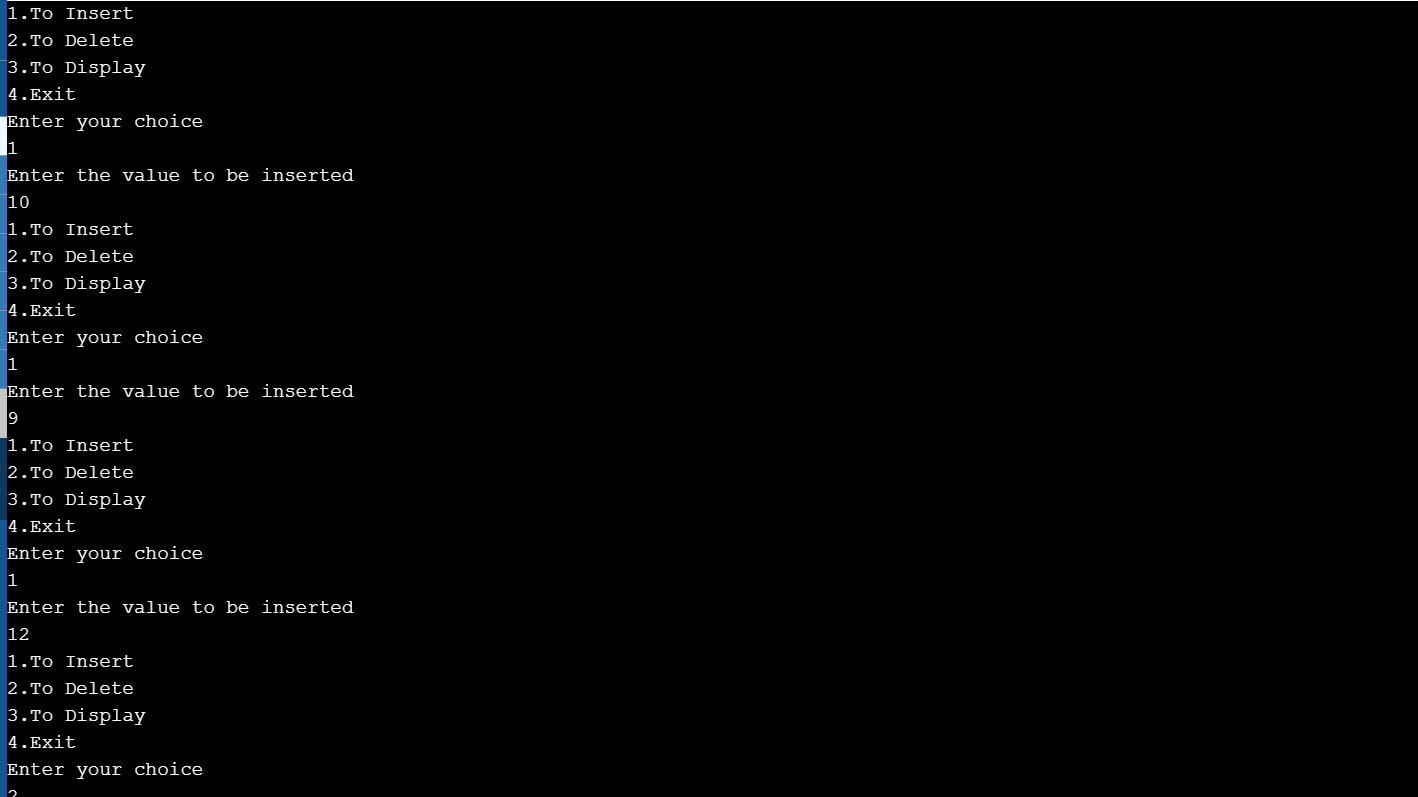 1.To Insert
2.To Delete
3.To Display
4.Exit
Enter your choice
1
Enter the value to be inserted
10
1.To Insert
2.To Delete
3.To Display
4.Exit
Enter your choice
1
Enter the value to be inserted
9
1.To Insert
2.To Delete
3.To Display
4.Exit
Enter your choice
1
Enter the value to be inserted
12
1.To Insert
2.To Delete
3.To Display
4.Exit
Enter your choice